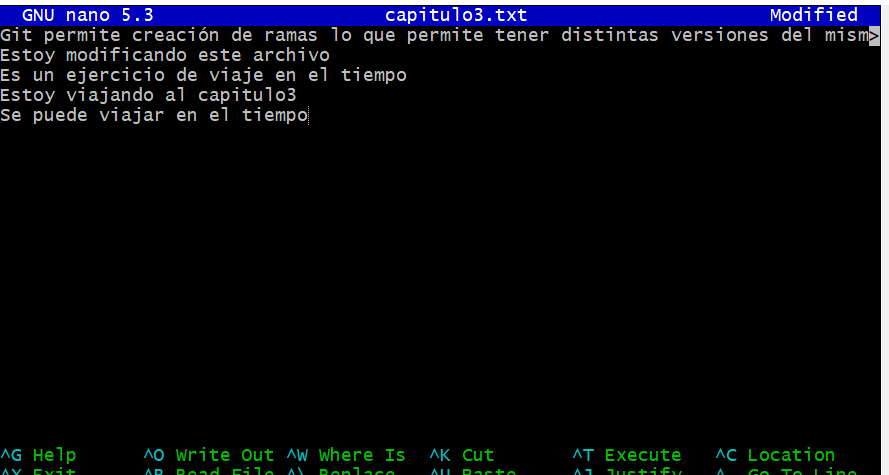 GNU nano 5.3 capitulo3.txt Modified
Git permite creación de ramas lo que permite tener distintas versiones del mism>
Estoy modificando este archivo
Es un ejercicio de viaje en el tiempo
Estoy viajando al capitulo3
Se puede viajar en el tiempo
^G Help ^O Write Out ^W Where Is ^K Cut ^T Execute ^C Location
^X Exit ^R Read File ^\ Replace ^U Paste ^J Justify ^_ Go To Line